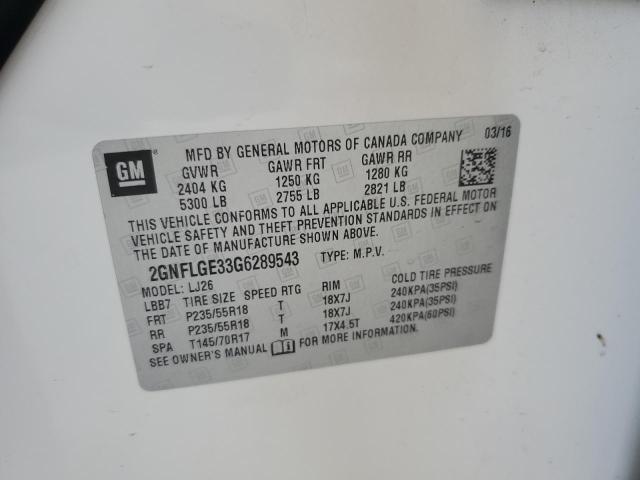 GM
MFD BY GENERAL MOTORS OF CANADA COMPANY 03/16
GVWR GAWR FRT GAWR RR
2404 KG 1250 KG 1280 KG
5300 LB 2755 LB 2821 LB
THIS VEHICLE CONFORMS TO ALL APPLICABLE U.S. FEDERAL MOTOR
VEHICLE SAFETY AND THEFT PREVENTION STANDARDS IN EFFECT ON
THE DATE OF MANUFACTURE SHOWN ABOVE.
2GNFLGE33G6289543 TYPE: M.P.V.
MODEL: LJ26
LBB7 TIRE SIZE SPEED RTG RIM COLD TIRE PRESSURE
FRT P235/55R18 T 18X7J 240KPA(35PSI)
RR P235/55R18 T 18X7J 240KPA(35PSI)
SPA T145/70R17 M 17X4.5T 420KPA(60PSI)
SEE OWNER'S MANUAL FOR MORE INFORMATION.